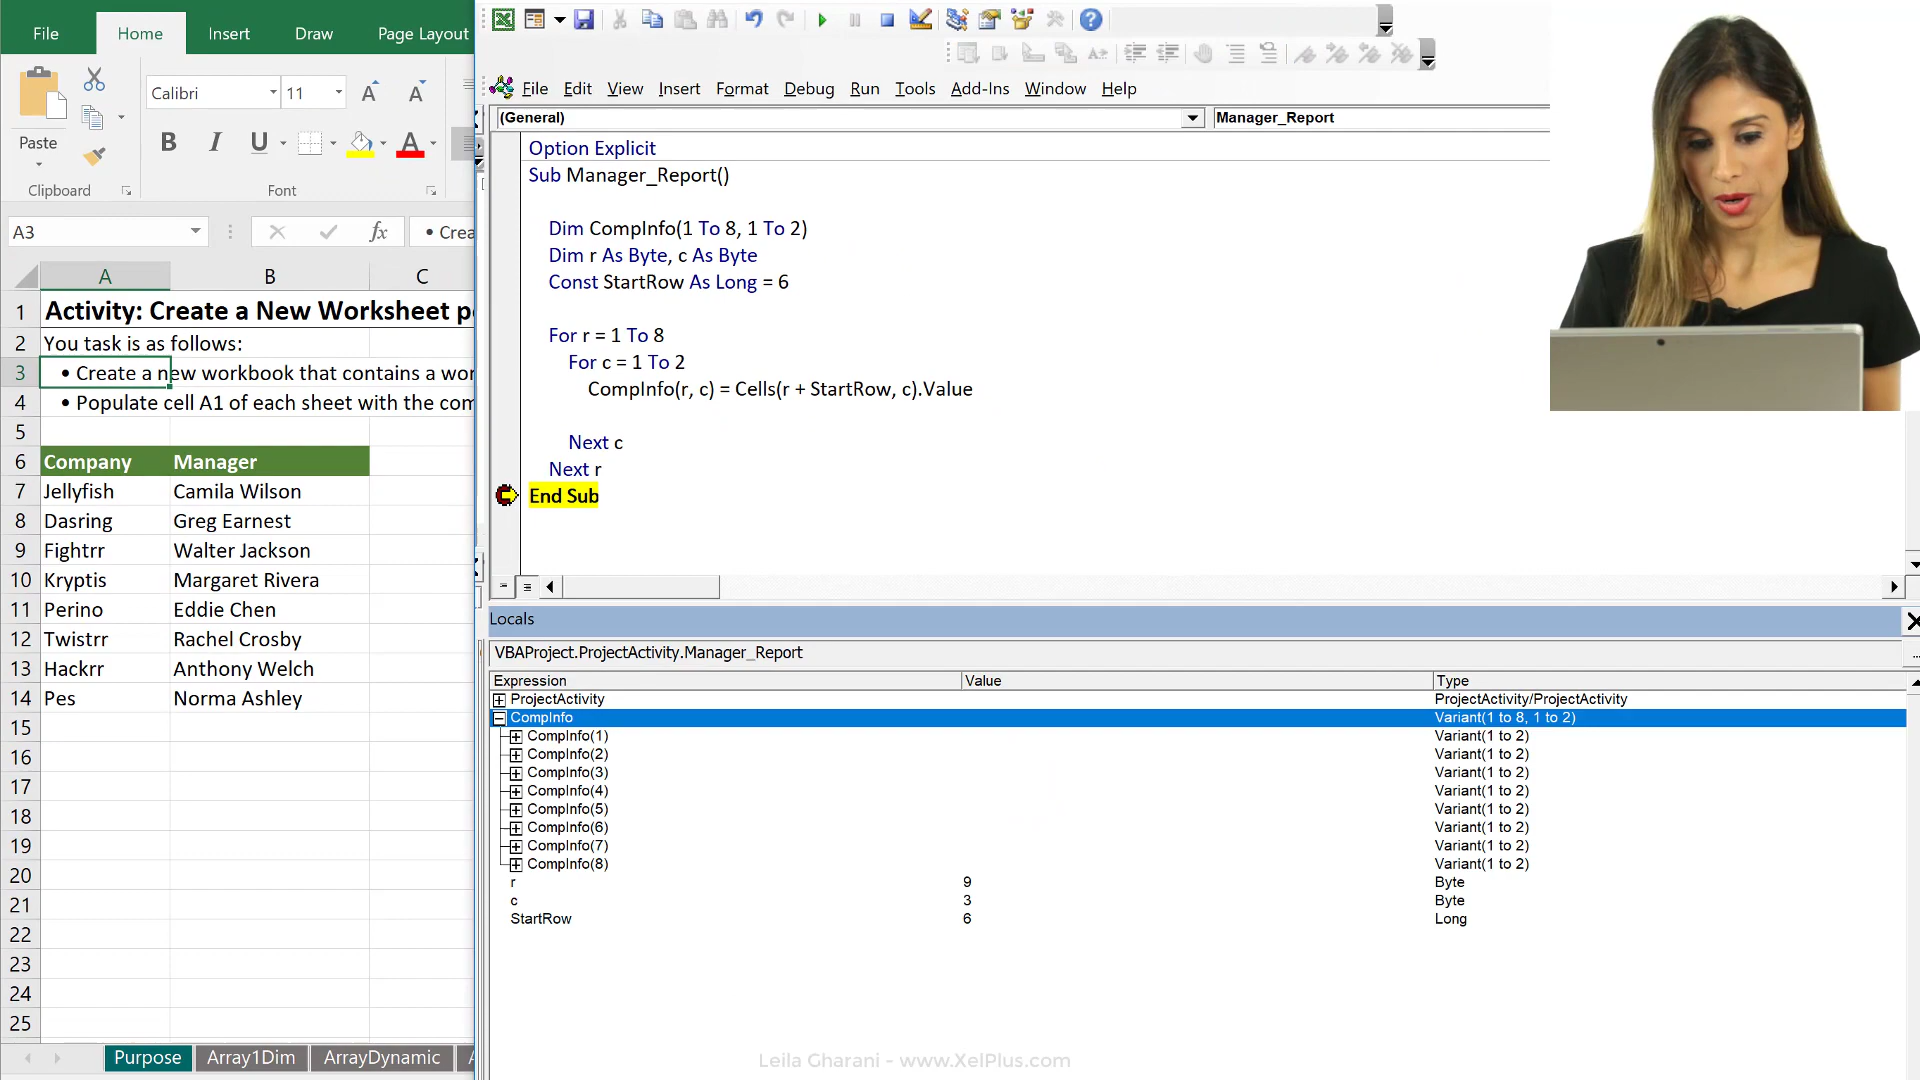 File Home Insert Draw Page Layout
Calibri 11
Paste
B I U A
Clipboard Font
A3 fx • Crea
A B C
1 Activity: Create a New Worksheet p
2 You task is as follows:
3 • Create a new workbook that contains a wor
4 • Populate cell A1 of each sheet with the com
5
6 Company Manager
7 Jellyfish Camila Wilson
8 Dasring Greg Earnest
9 Fightrr Walter Jackson
10 Kryptis Margaret Rivera
11 Perino Eddie Chen
12 Twistrr Rachel Crosby
13 Hackrr Anthony Welch
14 Pes Norma Ashley
15
16
17
18
19
20
21
22
23
24
25
Purpose Array1Dim ArrayDynamic A
File Edit View Insert Format Debug Run Tools Add-Ins Window Help
(General) Manager_Report
Option Explicit
Sub Manager_Report()
Dim CompInfo(1 To 8, 1 To 2)
Dim r As Byte, c As Byte
Const StartRow As Long = 6
For r = 1 To 8
For c = 1 To 2
CompInfo(r, c) = Cells(r + StartRow, c).Value
Next c
Next r
End Sub
Locals
VBAProject.ProjectActivity.Manager_Report
Expression Value Type
ProjectActivity ProjectActivity/ProjectActivity
CompInfo Variant(1 to 8, 1 to 2)
CompInfo(1) Variant(1 to 2)
CompInfo(2) Variant(1 to 2)
CompInfo(3) Variant(1 to 2)
CompInfo(4) Variant(1 to 2)
CompInfo(5) Variant(1 to 2)
CompInfo(6) Variant(1 to 2)
CompInfo(7) Variant(1 to 2)
CompInfo(8) Variant(1 to 2)
r 9 Byte
c 3 Byte
StartRow 6 Long
Leila Gharani - www.XelPlus.com